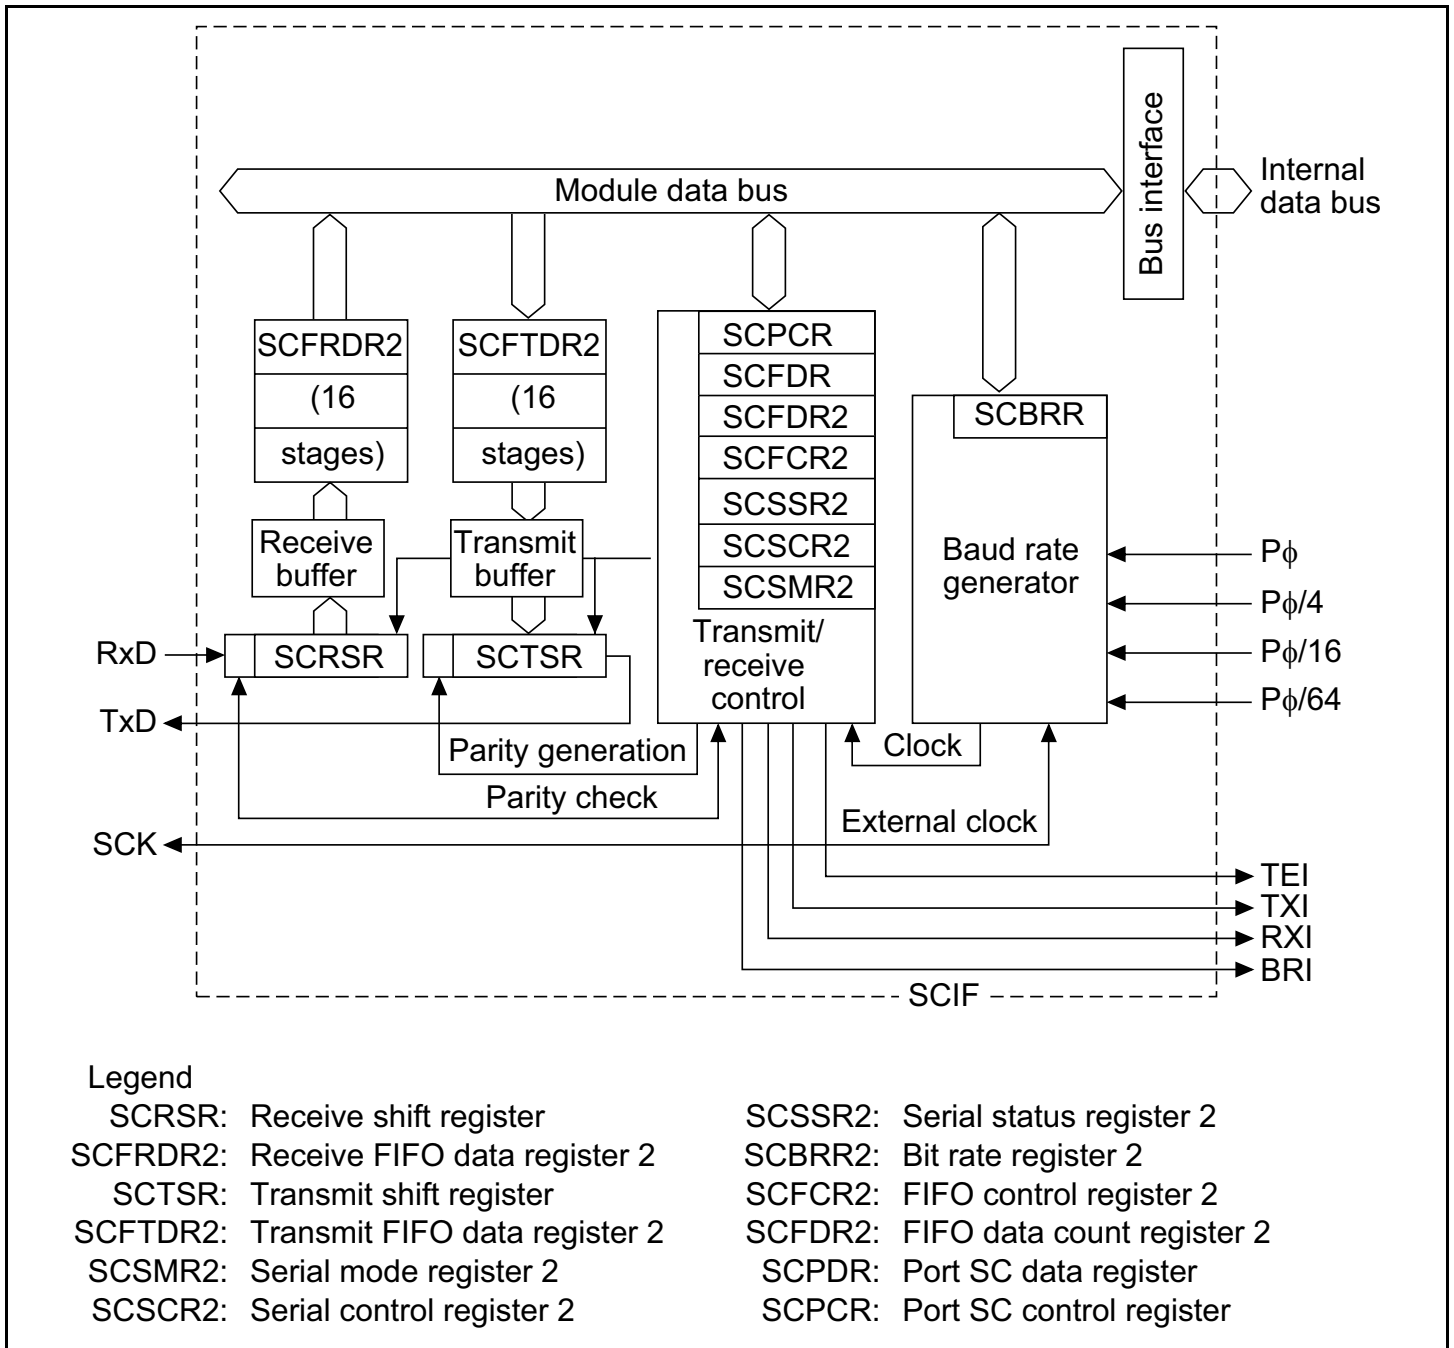 Module data bus
Bus interface
Internal
data bus
SCFRDR2
(16
stages)
SCFTDR2
(16
stages)
SCPCR
SCFDR
SCFDR2
SCFCR2
SCSSR2
SCSCR2
SCSMR2
Transmit/
receive
control
SCBRR
Baud rate
generator
Receive
buffer
Transmit
buffer
SCRSR
SCTSR
RxD
TxD
SCK
Parity generation
Parity check
Clock
External clock
Pϕ
Pϕ/4
Pϕ/16
Pϕ/64
TEI
TXI
RXI
BRI
SCIF
Legend
SCRSR: Receive shift register
SCFRDR2: Receive FIFO data register 2
SCTSR: Transmit shift register
SCFTDR2: Transmit FIFO data register 2
SCSMR2: Serial mode register 2
SCSCR2: Serial control register 2
SCSSR2: Serial status register 2
SCBRR2: Bit rate register 2
SCFCR2: FIFO control register 2
SCFDR2: FIFO data count register 2
SCPDR: Port SC data register
SCPCR: Port SC control register